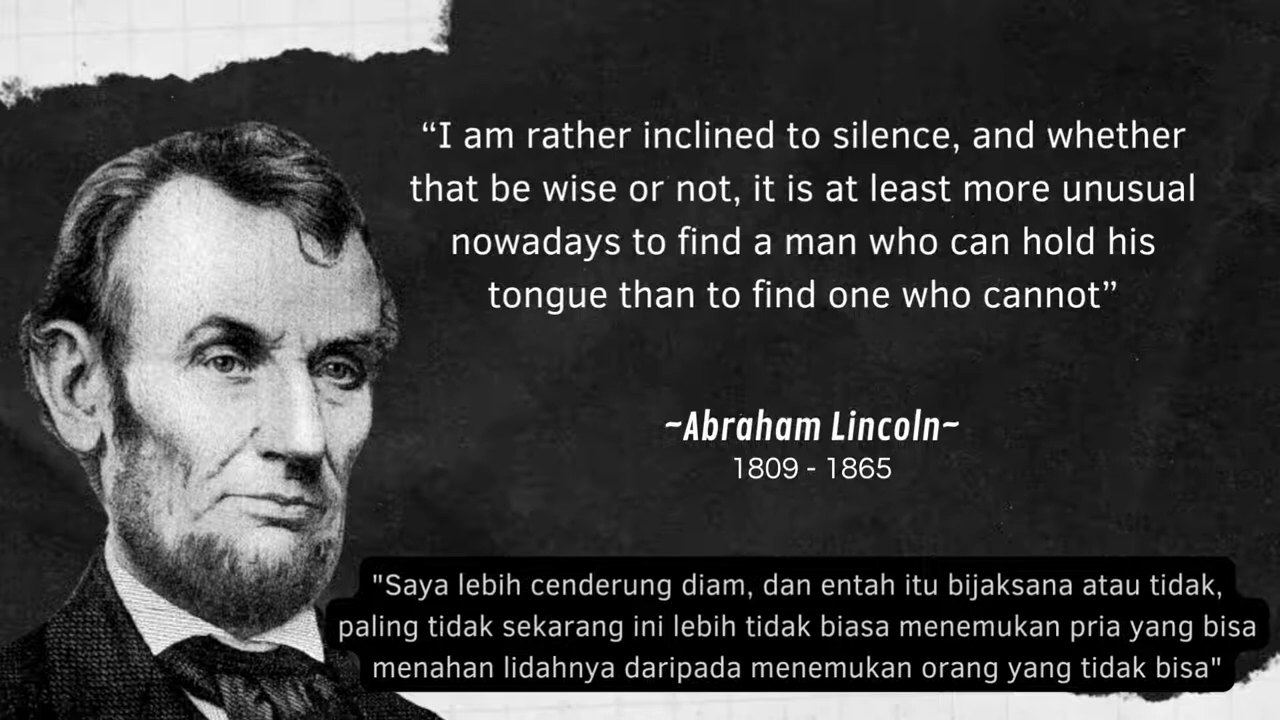 “I am rather inclined to silence, and whether
that be wise or not, it is at least more unusual
nowadays to find a man who can hold his
tongue than to find one who cannot”
~Abraham Lincoln~
1809 - 1865
"Saya lebih cenderung diam, dan entah itu bijaksana atau tidak,
paling tidak sekarang ini lebih tidak biasa menemukan pria yang bisa
menahan lidahnya daripada menemukan orang yang tidak bisa"